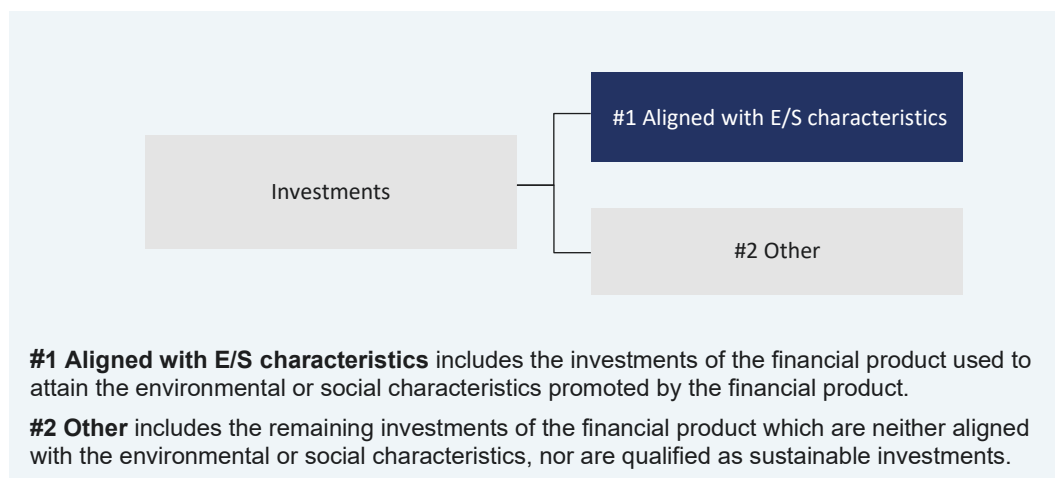 #1 Aligned with E/S characteristics
Investments
#2 Other
#1 Aligned with E/S characteristics includes the investments of the financial product used to
attain the environmental or social characteristics promoted by the financial product.
#2 Other includes the remaining investments of the financial product which are neither aligned
with the environmental or social characteristics, nor are qualified as sustainable investments.